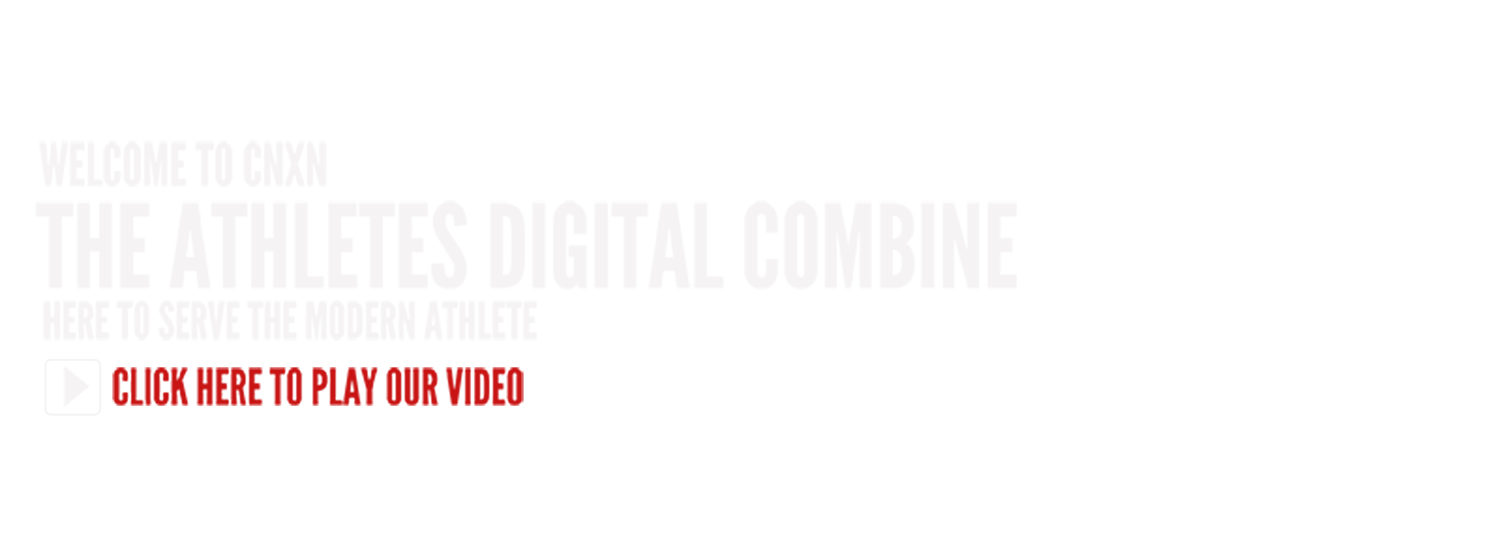 WELCOME TO CNXN
THE ATHLETES DIGITAL COMBINE
HERE TO SERVE THE MODERN ATHLETE
CLICK HERE TO PLAY OUR VIDEO